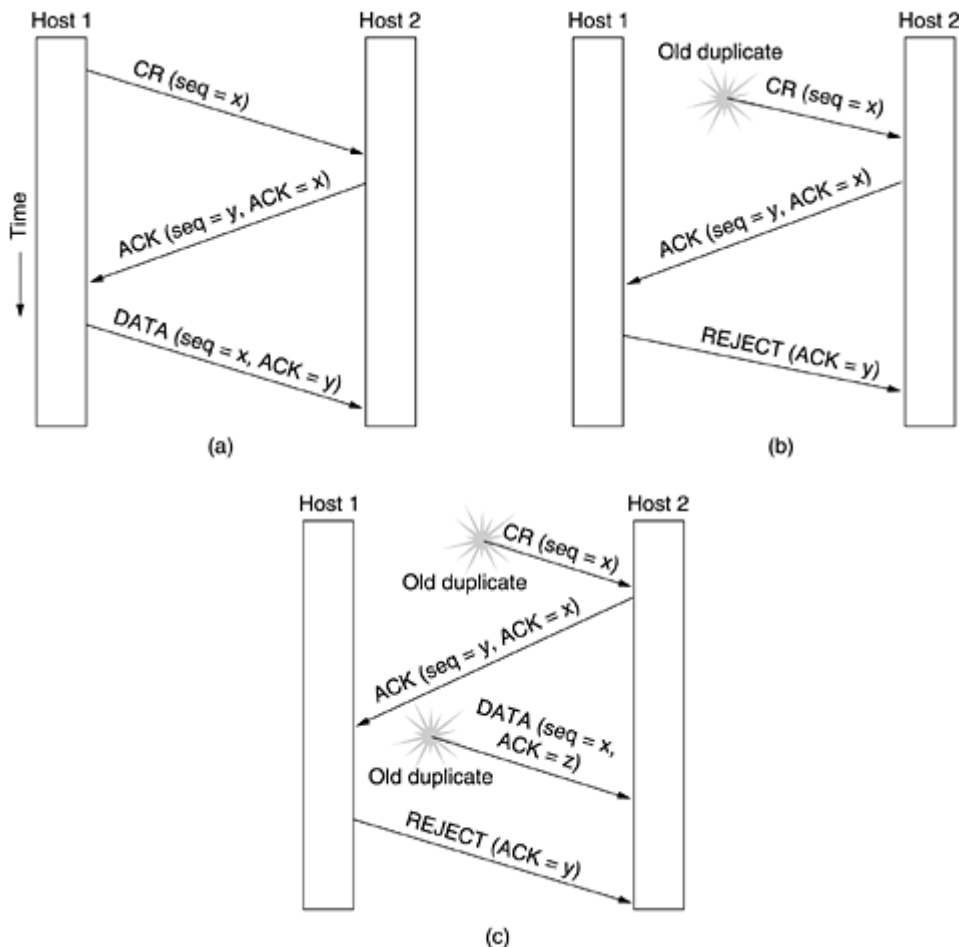 Host 1
Host 2
CR (seq = x)
ACK (seq = y, ACK = x)
DATA (seq = x, ACK = y)
Time
(a)
Host 1
Host 2
Old duplicate
CR (seq = x)
ACK (seq = y, ACK = x)
REJECT (ACK = y)
(b)
Host 1
Host 2
CR (seq = x)
Old duplicate
ACK (seq = y, ACK = x)
DATA (seq = x,
ACK = z)
Old duplicate
REJECT (ACK = y)
(c)